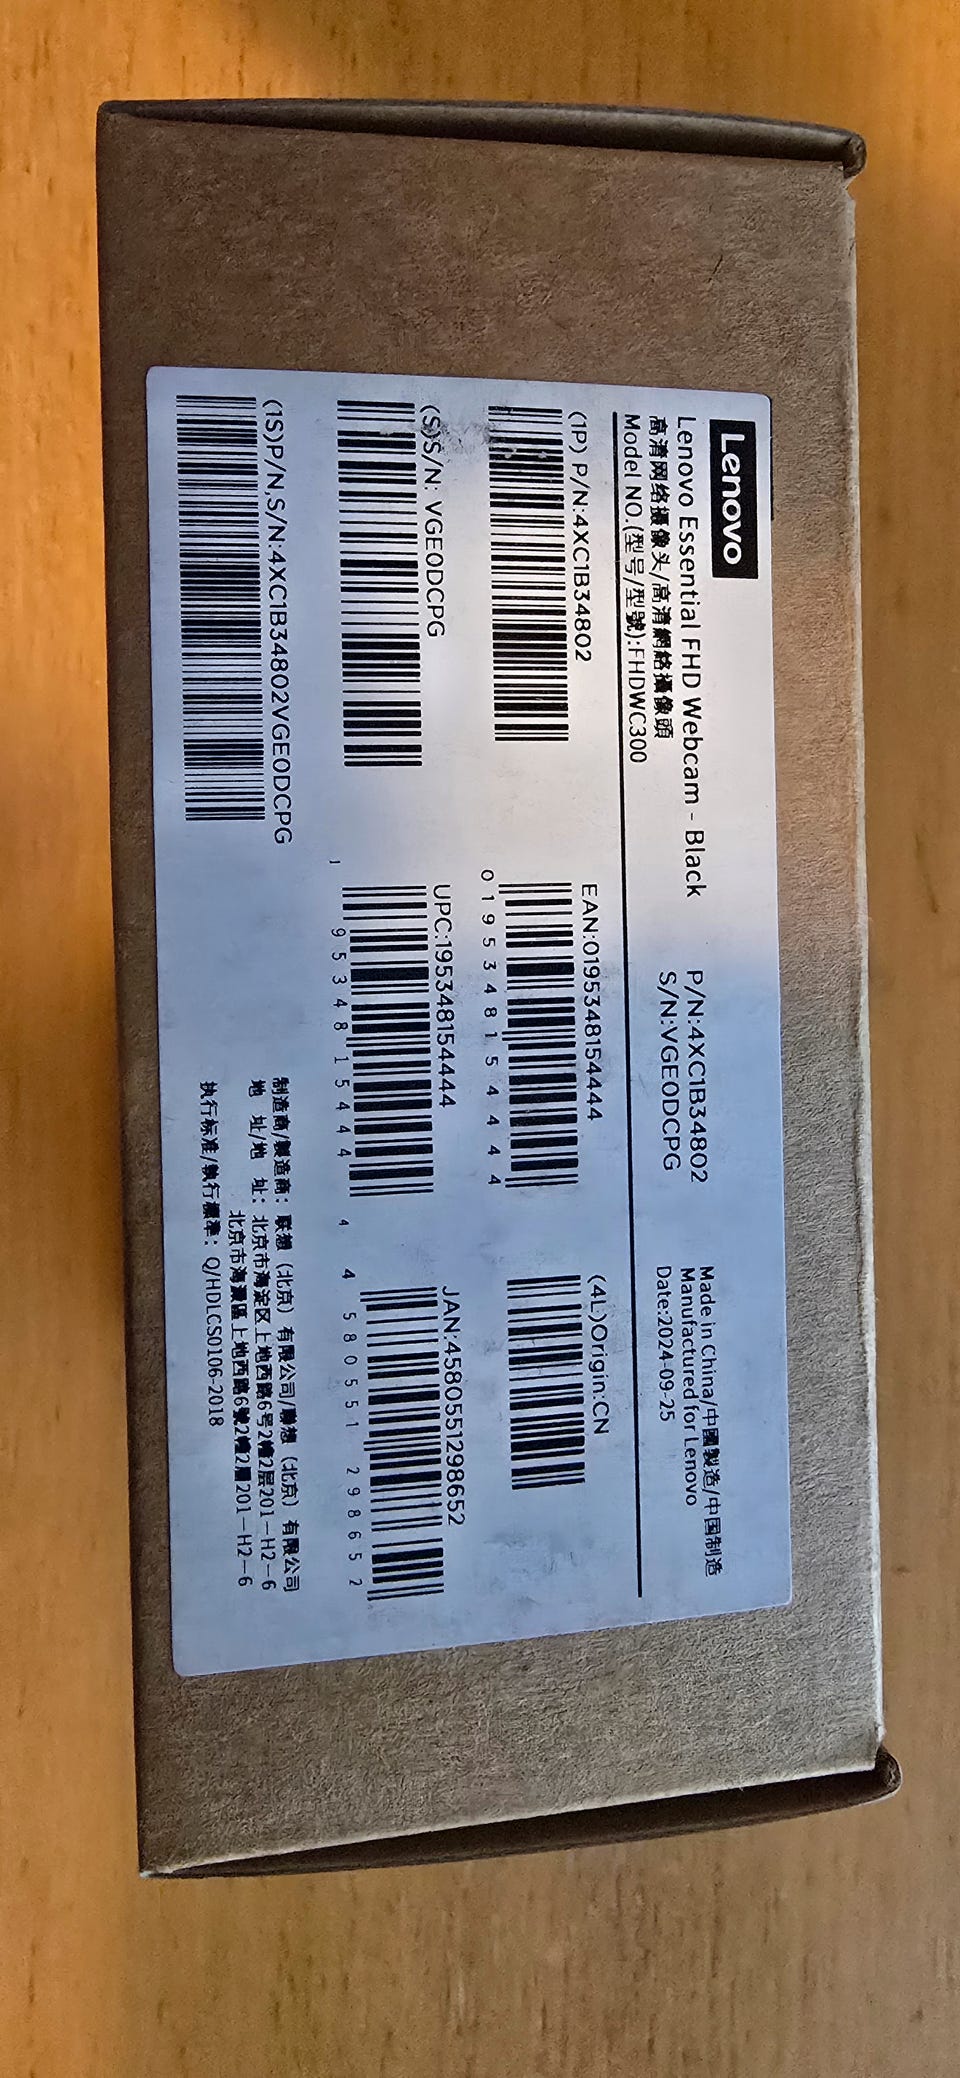 Lenovo
Lenovo Essential FHD Webcam - Black
高清网络摄像头/高清網絡攝像頭
Model NO.(型号/型號):FHDWC300
P/N:4XC1B34802
S/N:VGE0DCPG
Made in China/中國製造/中国制造
Manufactured for Lenovo
Date:2024-09-25
(1P) P/N:4XC1B34802
EAN:0195348154444
0195348154444
(4L)Origin:CN
(S)S/N: VGE0DCPG
UPC:195348154444
1 95348 15444 4
JAN:4580551298652
4 580551 298652
(1S)P/N,S/N:4XC1B34802VGE0DCPG
制造商/製造商：联想（北京）有限公司/聯想（北京）有限公司
地 址/地 址：北京市海淀区上地西路6号2幢2层201-H2-6
北京市海澱區上地西路6號2幢2層201-H2-6
执行标准/執行標準：Q/HDLCS0106-2018